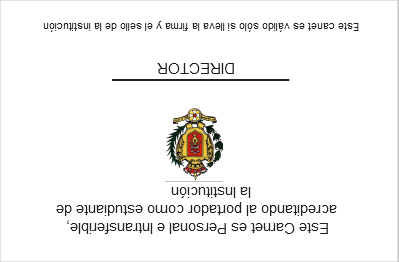 Este Carnet es Personal e Intransferible,
acreditando al portador como estudiante de
la Institución
DIRECTOR
Este canet es válido sólo si lleva la firma y el sello de la institución